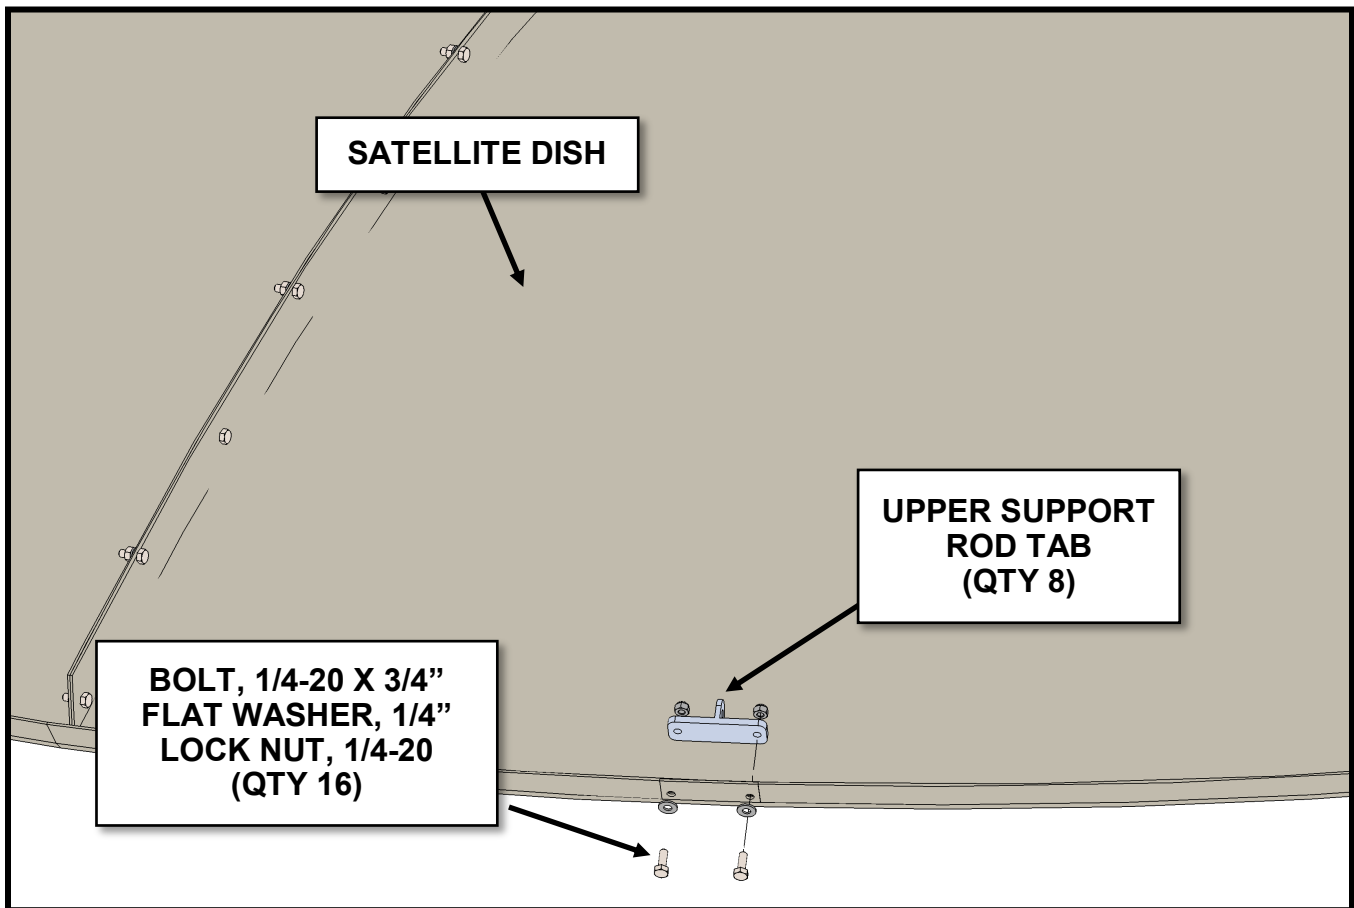 SATELLITE DISH
UPPER SUPPORT
ROD TAB
(QTY 8)
BOLT, 1/4-20 X 3/4”
FLAT WASHER, 1/4”
LOCK NUT, 1/4-20
(QTY 16)